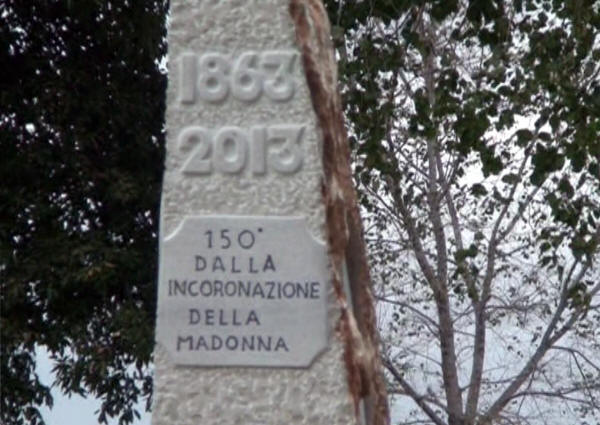 1863
2013
150°
DALLA
INCORONAZIONE
DELLA
MADONNA